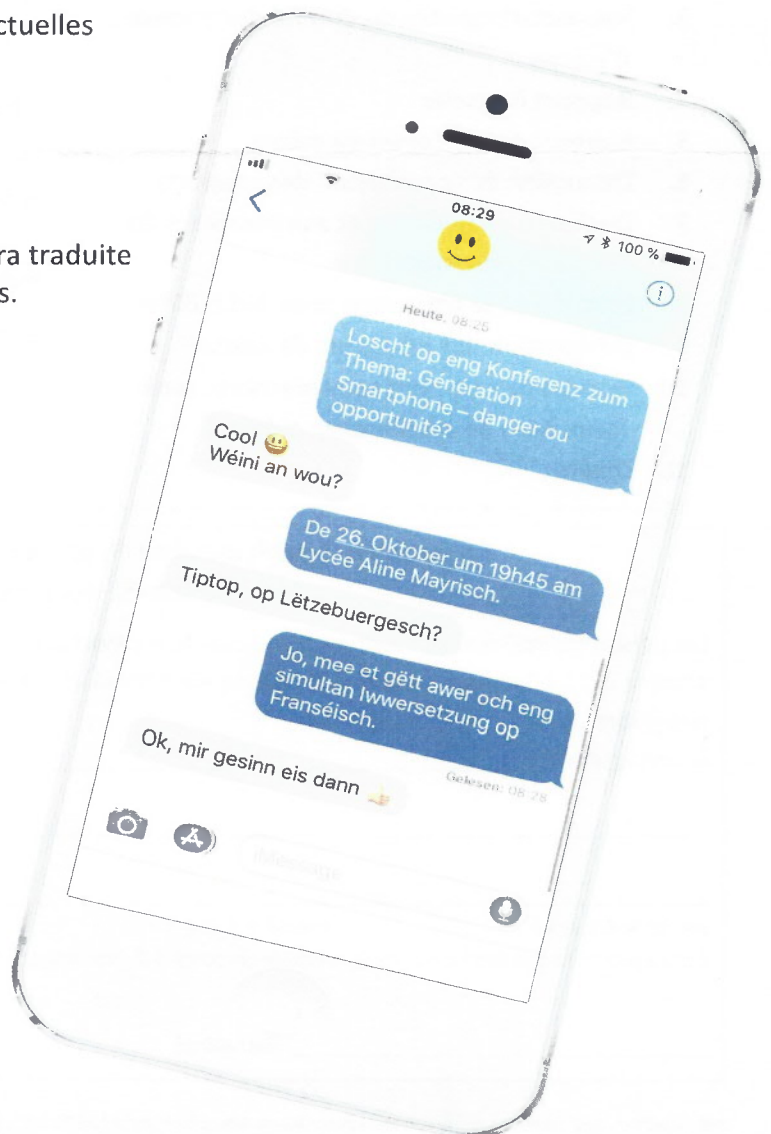 ctuelles
ra traduite
s.
08:29
100 %
Heute, 08:25
Loscht op eng Konferenz zum
Thema: Génération
Smartphone – danger ou
opportunité?
Cool
Wéini an wou?
De 26. Oktober um 19h45 am
Lycée Aline Mayrisch.
Tiptop, op Lëtzebuergesch?
Jo, mee et gëtt awer och eng
simultan Iwwersetzung op
Franséisch.
Gelesen: 08:28
Ok, mir gesinn eis dann
iMessage